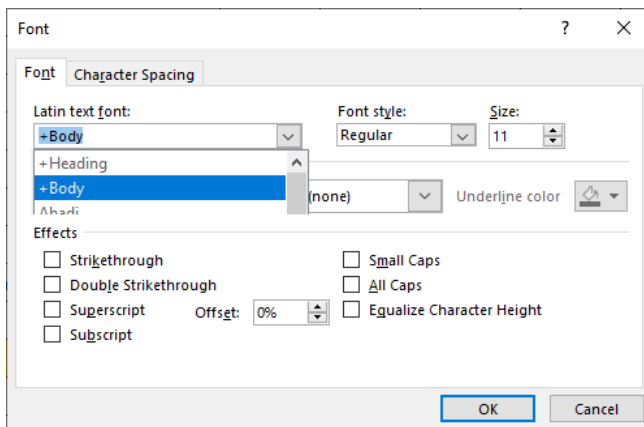 Font ?
Font Character Spacing
Latin text font: Font style: Size:
+Body Regular 11
+Heading
+Body
Abadi
(none) Underline color
Effects
Strikethrough Small Caps
Double Strikethrough All Caps
Superscript Offset: 0% Equalize Character Height
Subscript
OK Cancel